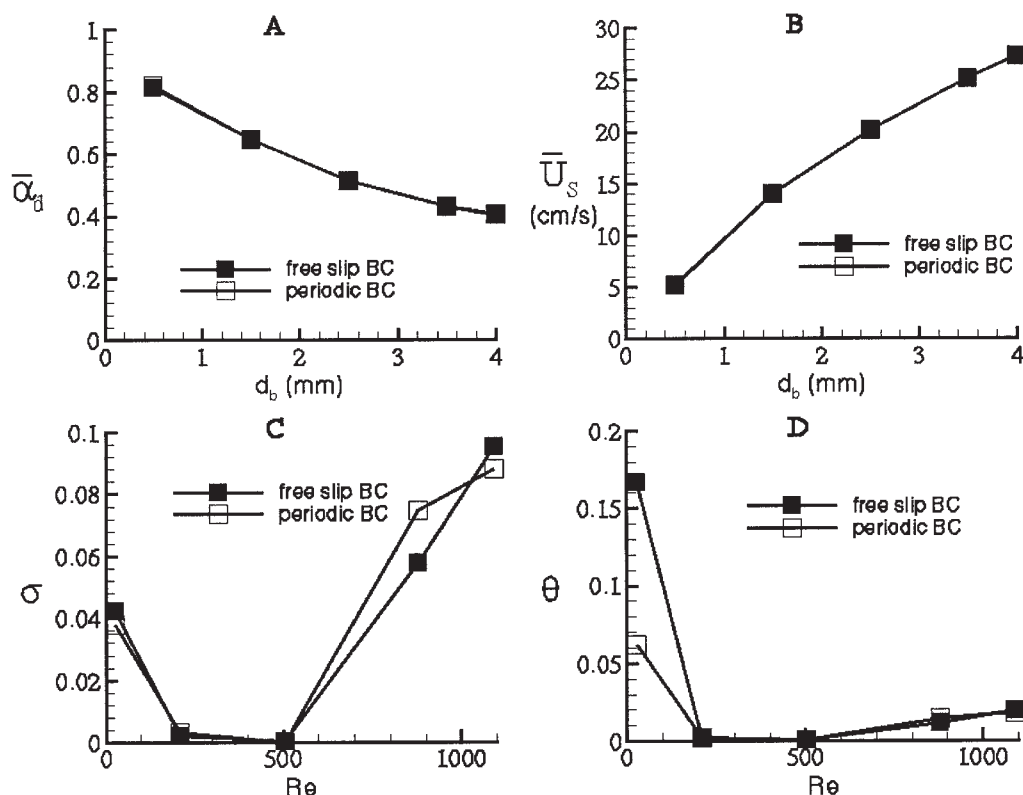 A
1
0.8
0.6
0.4
0.2
0
ᾱd
free slip BC
periodic BC
0 1 2 3 4
d_b (mm)
B
30
25
20
15
10
5
0
Ū_S
(cm/s)
free slip BC
periodic BC
0 1 2 3 4
d_b (mm)
C
0.1
0.08
0.06
0.04
0.02
0
σ
free slip BC
periodic BC
0 500 1000
Re
D
0.2
0.15
0.1
0.05
0
θ
free slip BC
periodic BC
0 500 1000
Re